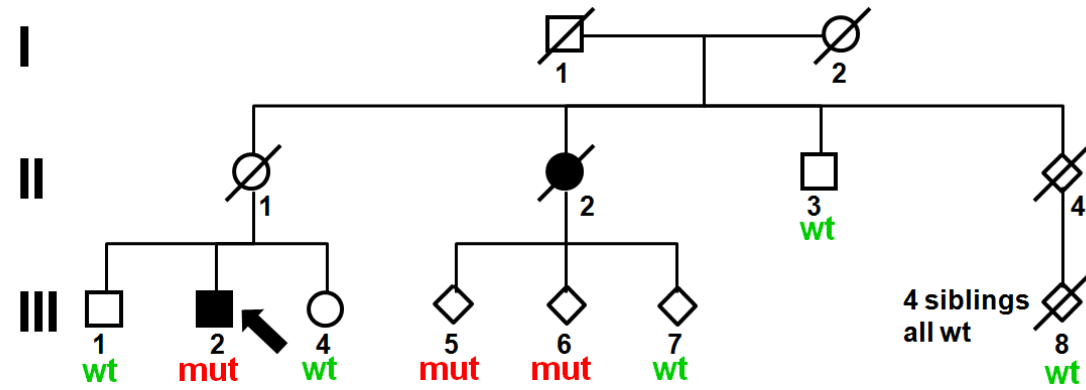 I
1 2
II
1 2 3 4
wt
III
4 siblings
all wt
1 2 4 5 6 7 8
wt mut wt mut mut wt wt